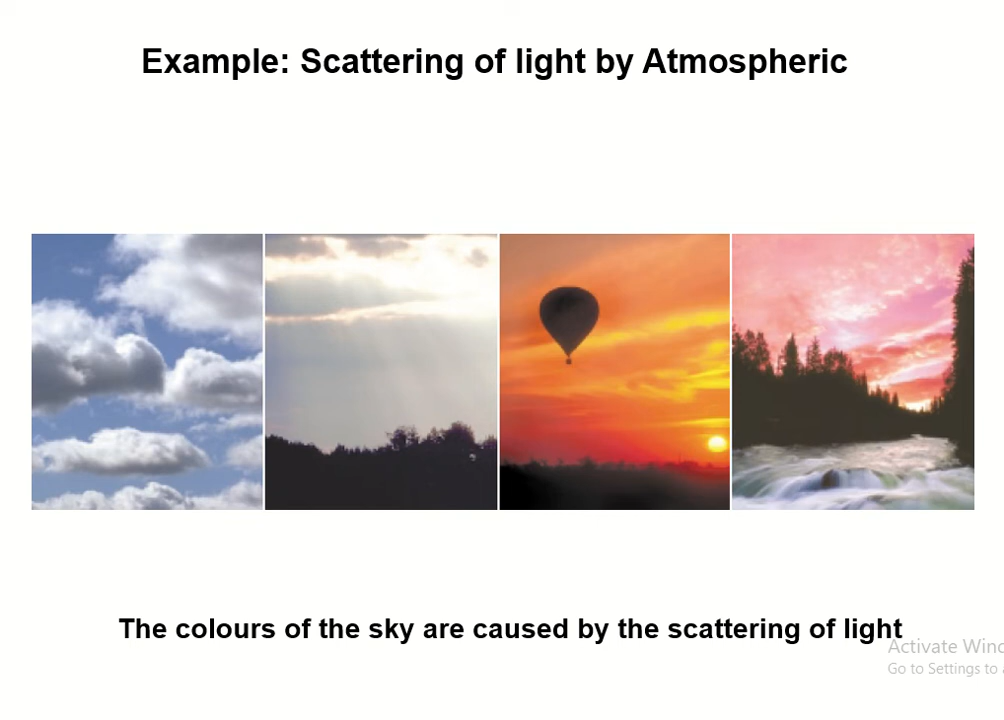 Example: Scattering of light by Atmospheric
The colours of the sky are caused by the scattering of light
Activate Winc
Go to Settings to